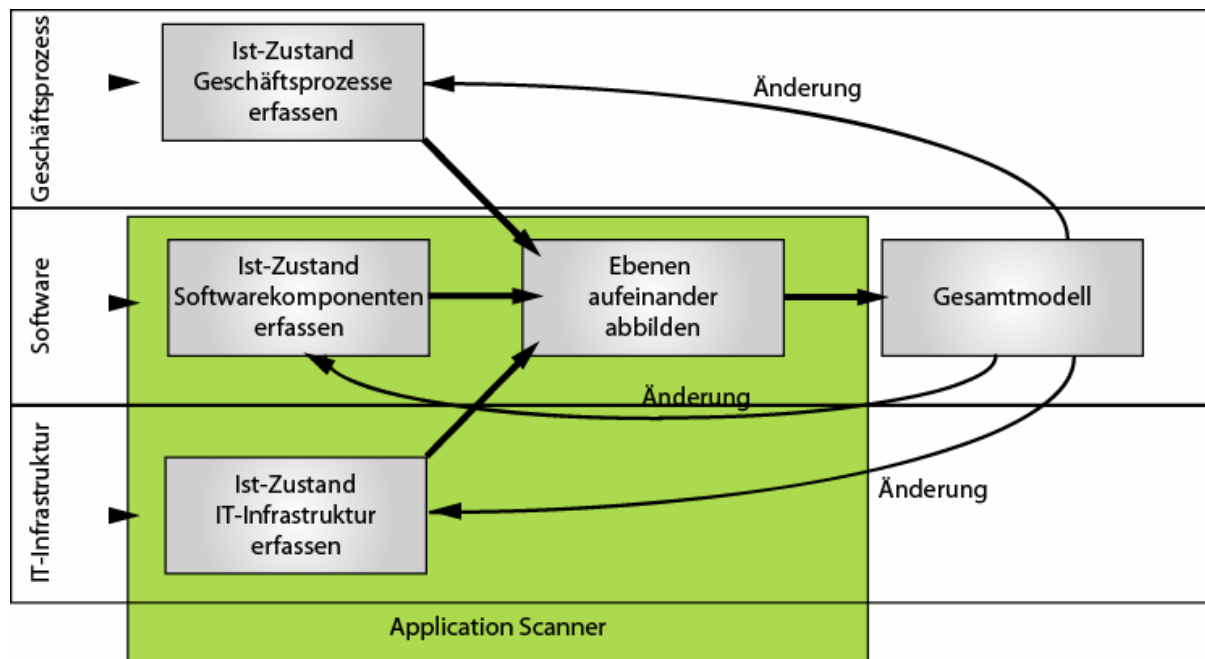 Geschäftsprozess
Ist-Zustand
Geschäftsprozesse
erfassen
Änderung
Software
Ist-Zustand
Softwarekomponenten
erfassen
Ebenen
aufeinander
abbilden
Gesamtmodell
Änderung
IT-Infrastruktur
Ist-Zustand
IT-Infrastruktur
erfassen
Änderung
Application Scanner